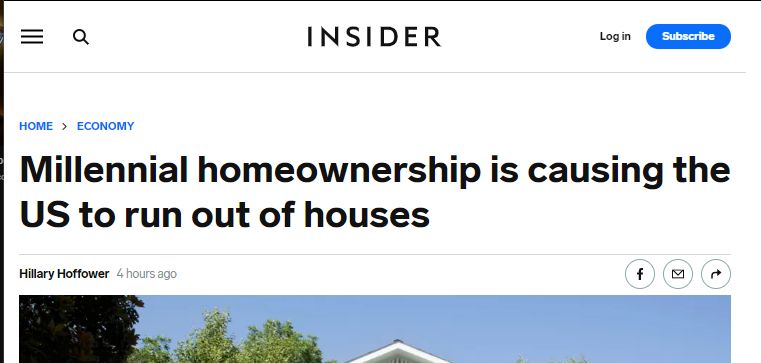 INSIDER
Log in
Subscribe
HOME > ECONOMY
Millennial homeownership is causing the
US to run out of houses
Hillary Hoffower 4 hours ago